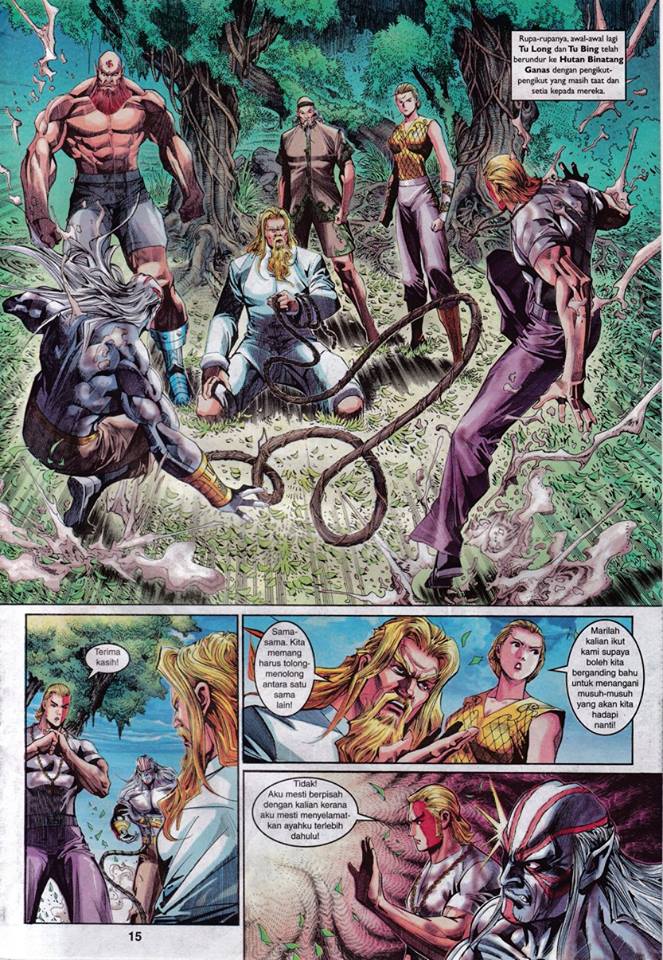 Rupa-rupanya, awal-awal lagi
Tu Long dan Tu Bing telah
berundur ke Hutan Binatang
Ganas dengan pengikut-
pengikut yang masih taat dan
setia kepada mereka.
Terima
kasih!
Sama-
sama. Kita
memang
harus tolong-
menolong
antara satu
sama
lain!
Marilah
kalian ikut
kami supaya
boleh kita
berganding bahu
untuk menangani
musuh-musuh
yang akan kita
hadapi
nanti!
Tidak!
Aku mesti berpisah
dengan kalian kerana
aku mesti menyelamat-
kan ayahku terlebih
dahulu!
15